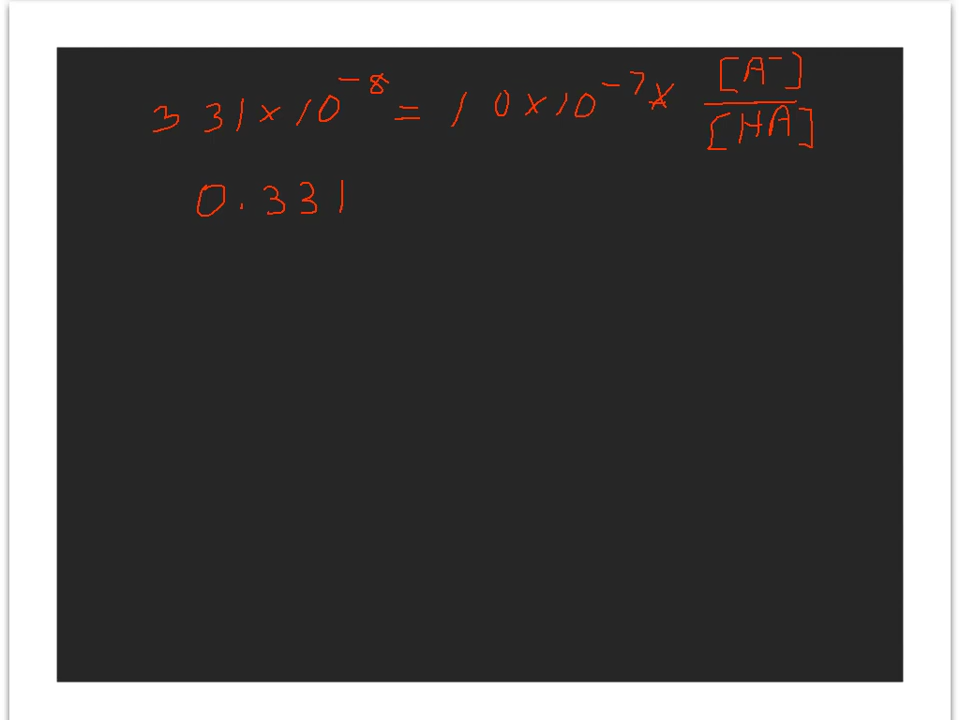 3 31 × 10⁻⁸ = 1 0 × 10⁻⁷ × [A⁻] / [HA]
0.331